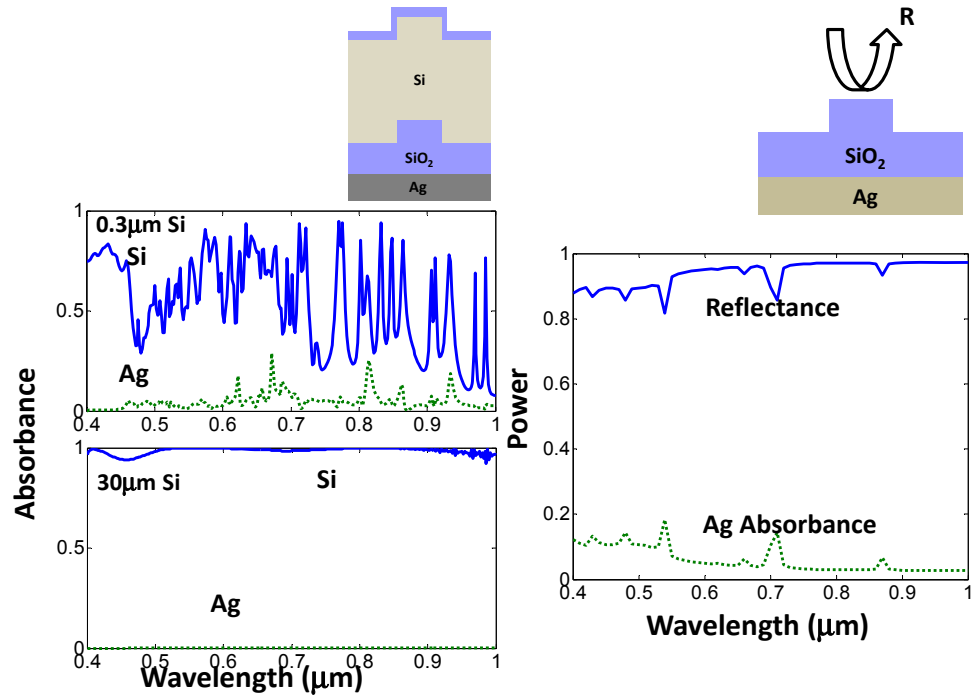 Si
SiO₂
Ag
R
SiO₂
Ag
Absorbance
1
0.5
0
0.3μm Si
Si
Ag
0.4 0.5 0.6 0.7 0.8 0.9 1
1
0.5
0
30μm Si
Si
Ag
0.4 0.5 0.6 0.7 0.8 0.9 1
Wavelength (μm)
Power
1
0.8
0.6
0.4
0.2
0
Reflectance
Ag Absorbance
0.4 0.5 0.6 0.7 0.8 0.9 1
Wavelength (μm)